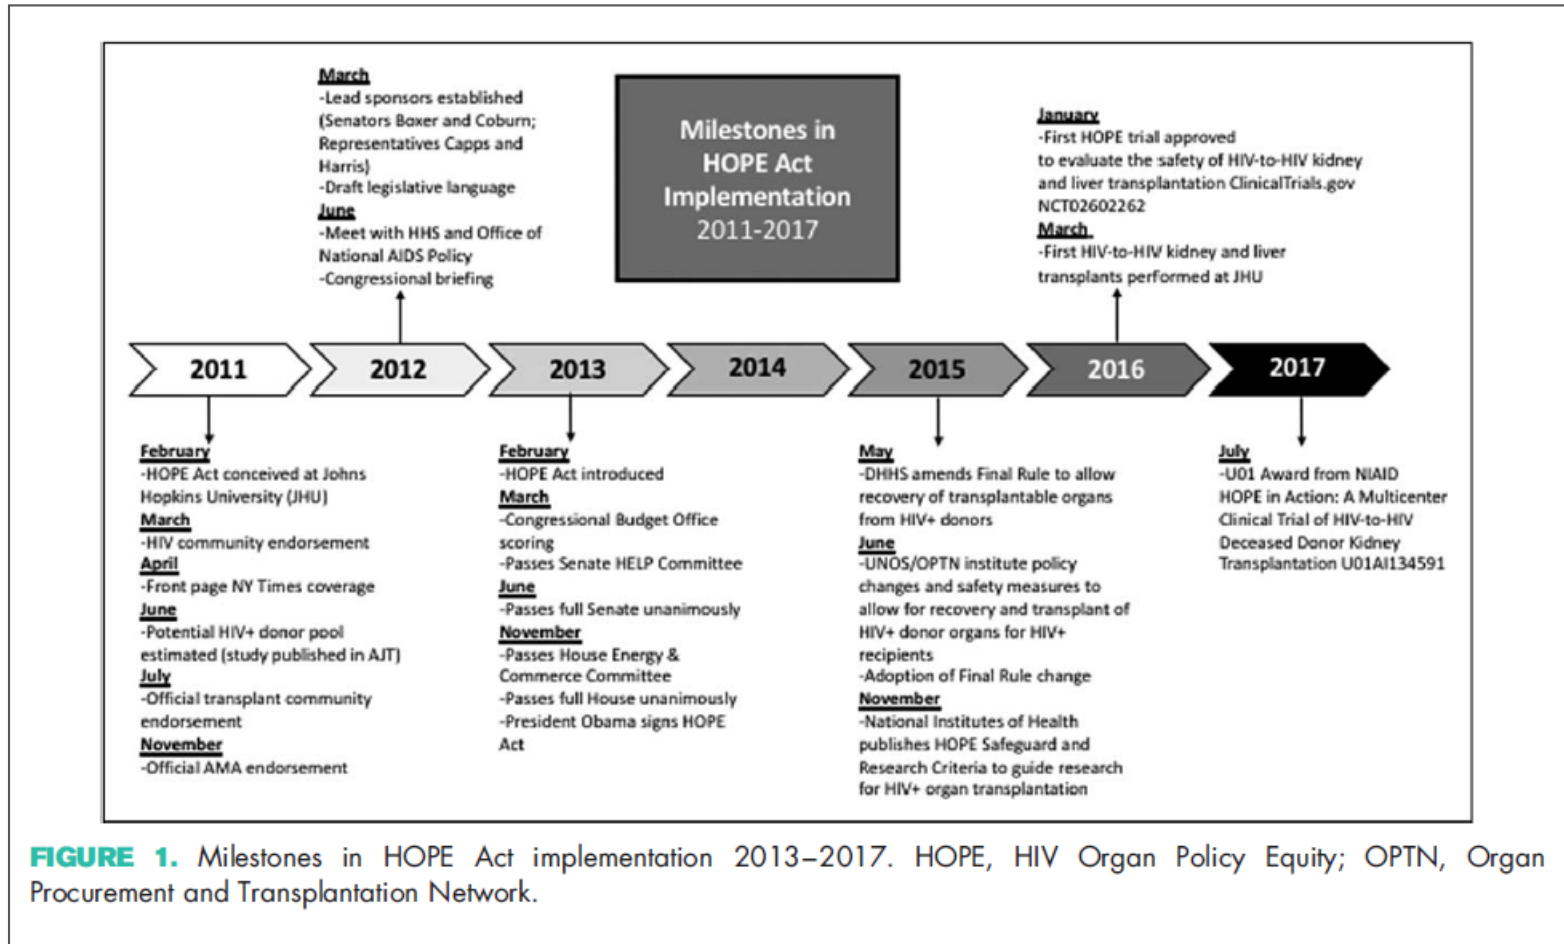 Milestones in
HOPE Act
Implementation
2011-2017
2011
February
-HOPE Act conceived at Johns
Hopkins University (JHU)
March
-HIV community endorsement
April
-Front page NY Times coverage
June
-Potential HIV+ donor pool
estimated (study published in AJT)
July
-Official transplant community
endorsement
November
-Official AMA endorsement
2012
March
-Lead sponsors established
(Senators Boxer and Coburn;
Representatives Capps and
Harris)
-Draft legislative language
June
-Meet with HHS and Office of
National AIDS Policy
-Congressional briefing
2013
February
-HOPE Act introduced
March
-Congressional Budget Office
scoring
-Passes Senate HELP Committee
June
-Passes full Senate unanimously
November
-Passes House Energy &
Commerce Committee
-Passes full House unanimously
-President Obama signs HOPE
Act
2014
2015
May
-DHHS amends Final Rule to allow
recovery of transplantable organs
from HIV+ donors
June
-UNOS/OPTN institute policy
changes and safety measures to
allow for recovery and transplant of
HIV+ donor organs for HIV+
recipients
-Adoption of Final Rule change
November
-National Institutes of Health
publishes HOPE Safeguard and
Research Criteria to guide research
for HIV+ organ transplantation
2016
January
-First HOPE trial approved
to evaluate the safety of HIV-to-HIV kidney
and liver transplantation ClinicalTrials.gov
NCT02602262
March
-First HIV-to-HIV kidney and liver
transplants performed at JHU
2017
July
-U01 Award from NIAID
HOPE in Action: A Multicenter
Clinical Trial of HIV-to-HIV
Deceased Donor Kidney
Transplantation U01AI134591
FIGURE 1. Milestones in HOPE Act implementation 2013–2017. HOPE, HIV Organ Policy Equity; OPTN, Organ
Procurement and Transplantation Network.